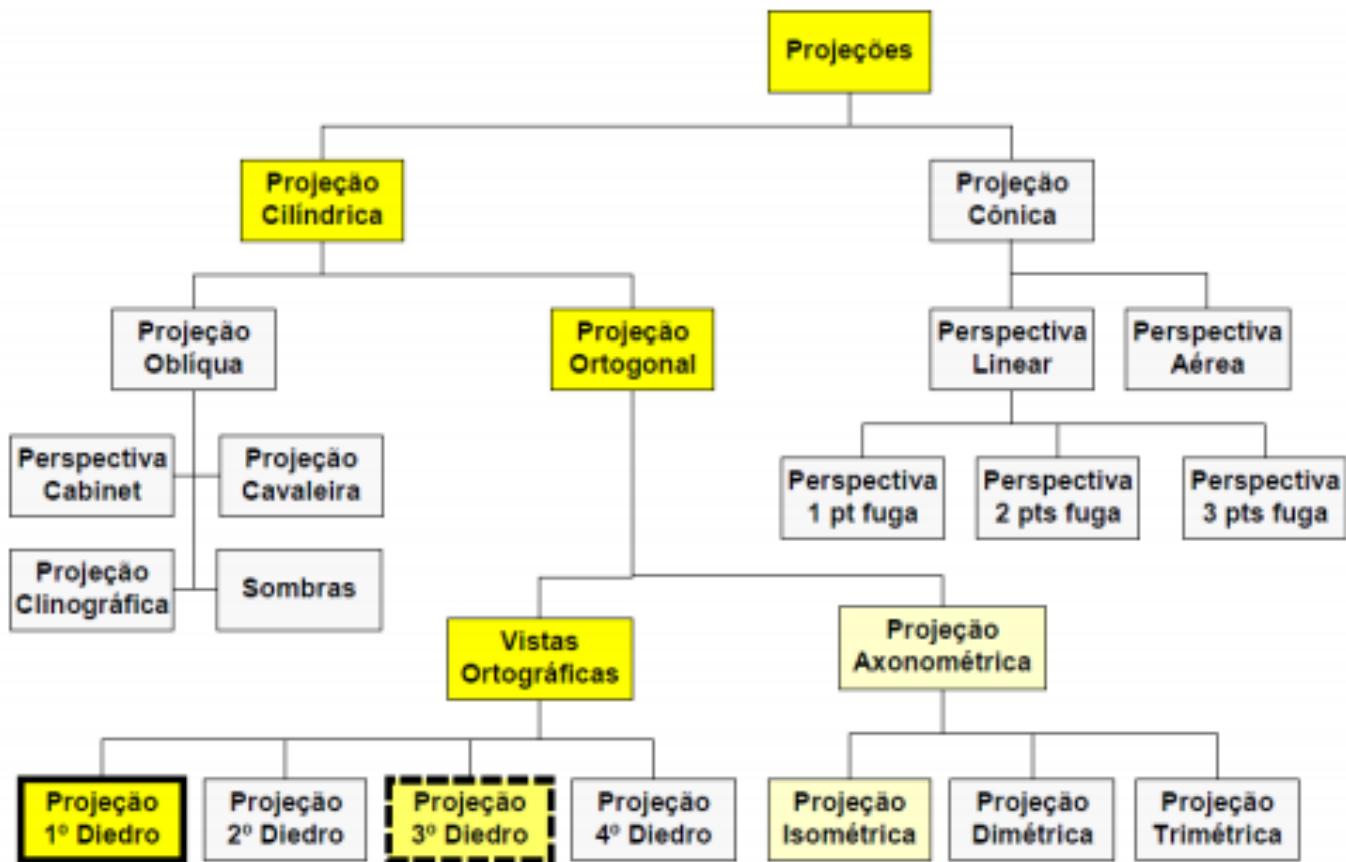 Projeções
Projeção
Cilíndrica
Projeção
Cônica
Projeção
Oblíqua
Projeção
Ortogonal
Perspectiva
Linear
Perspectiva
Aérea
Perspectiva
Cabinet
Projeção
Cavaleira
Perspectiva
1 pt fuga
Perspectiva
2 pts fuga
Perspectiva
3 pts fuga
Projeção
Clinográfica
Sombras
Vistas
Ortográficas
Projeção
Axonométrica
Projeção
1º Diedro
Projeção
2º Diedro
Projeção
3º Diedro
Projeção
4º Diedro
Projeção
Isométrica
Projeção
Dimétrica
Projeção
Trimétrica